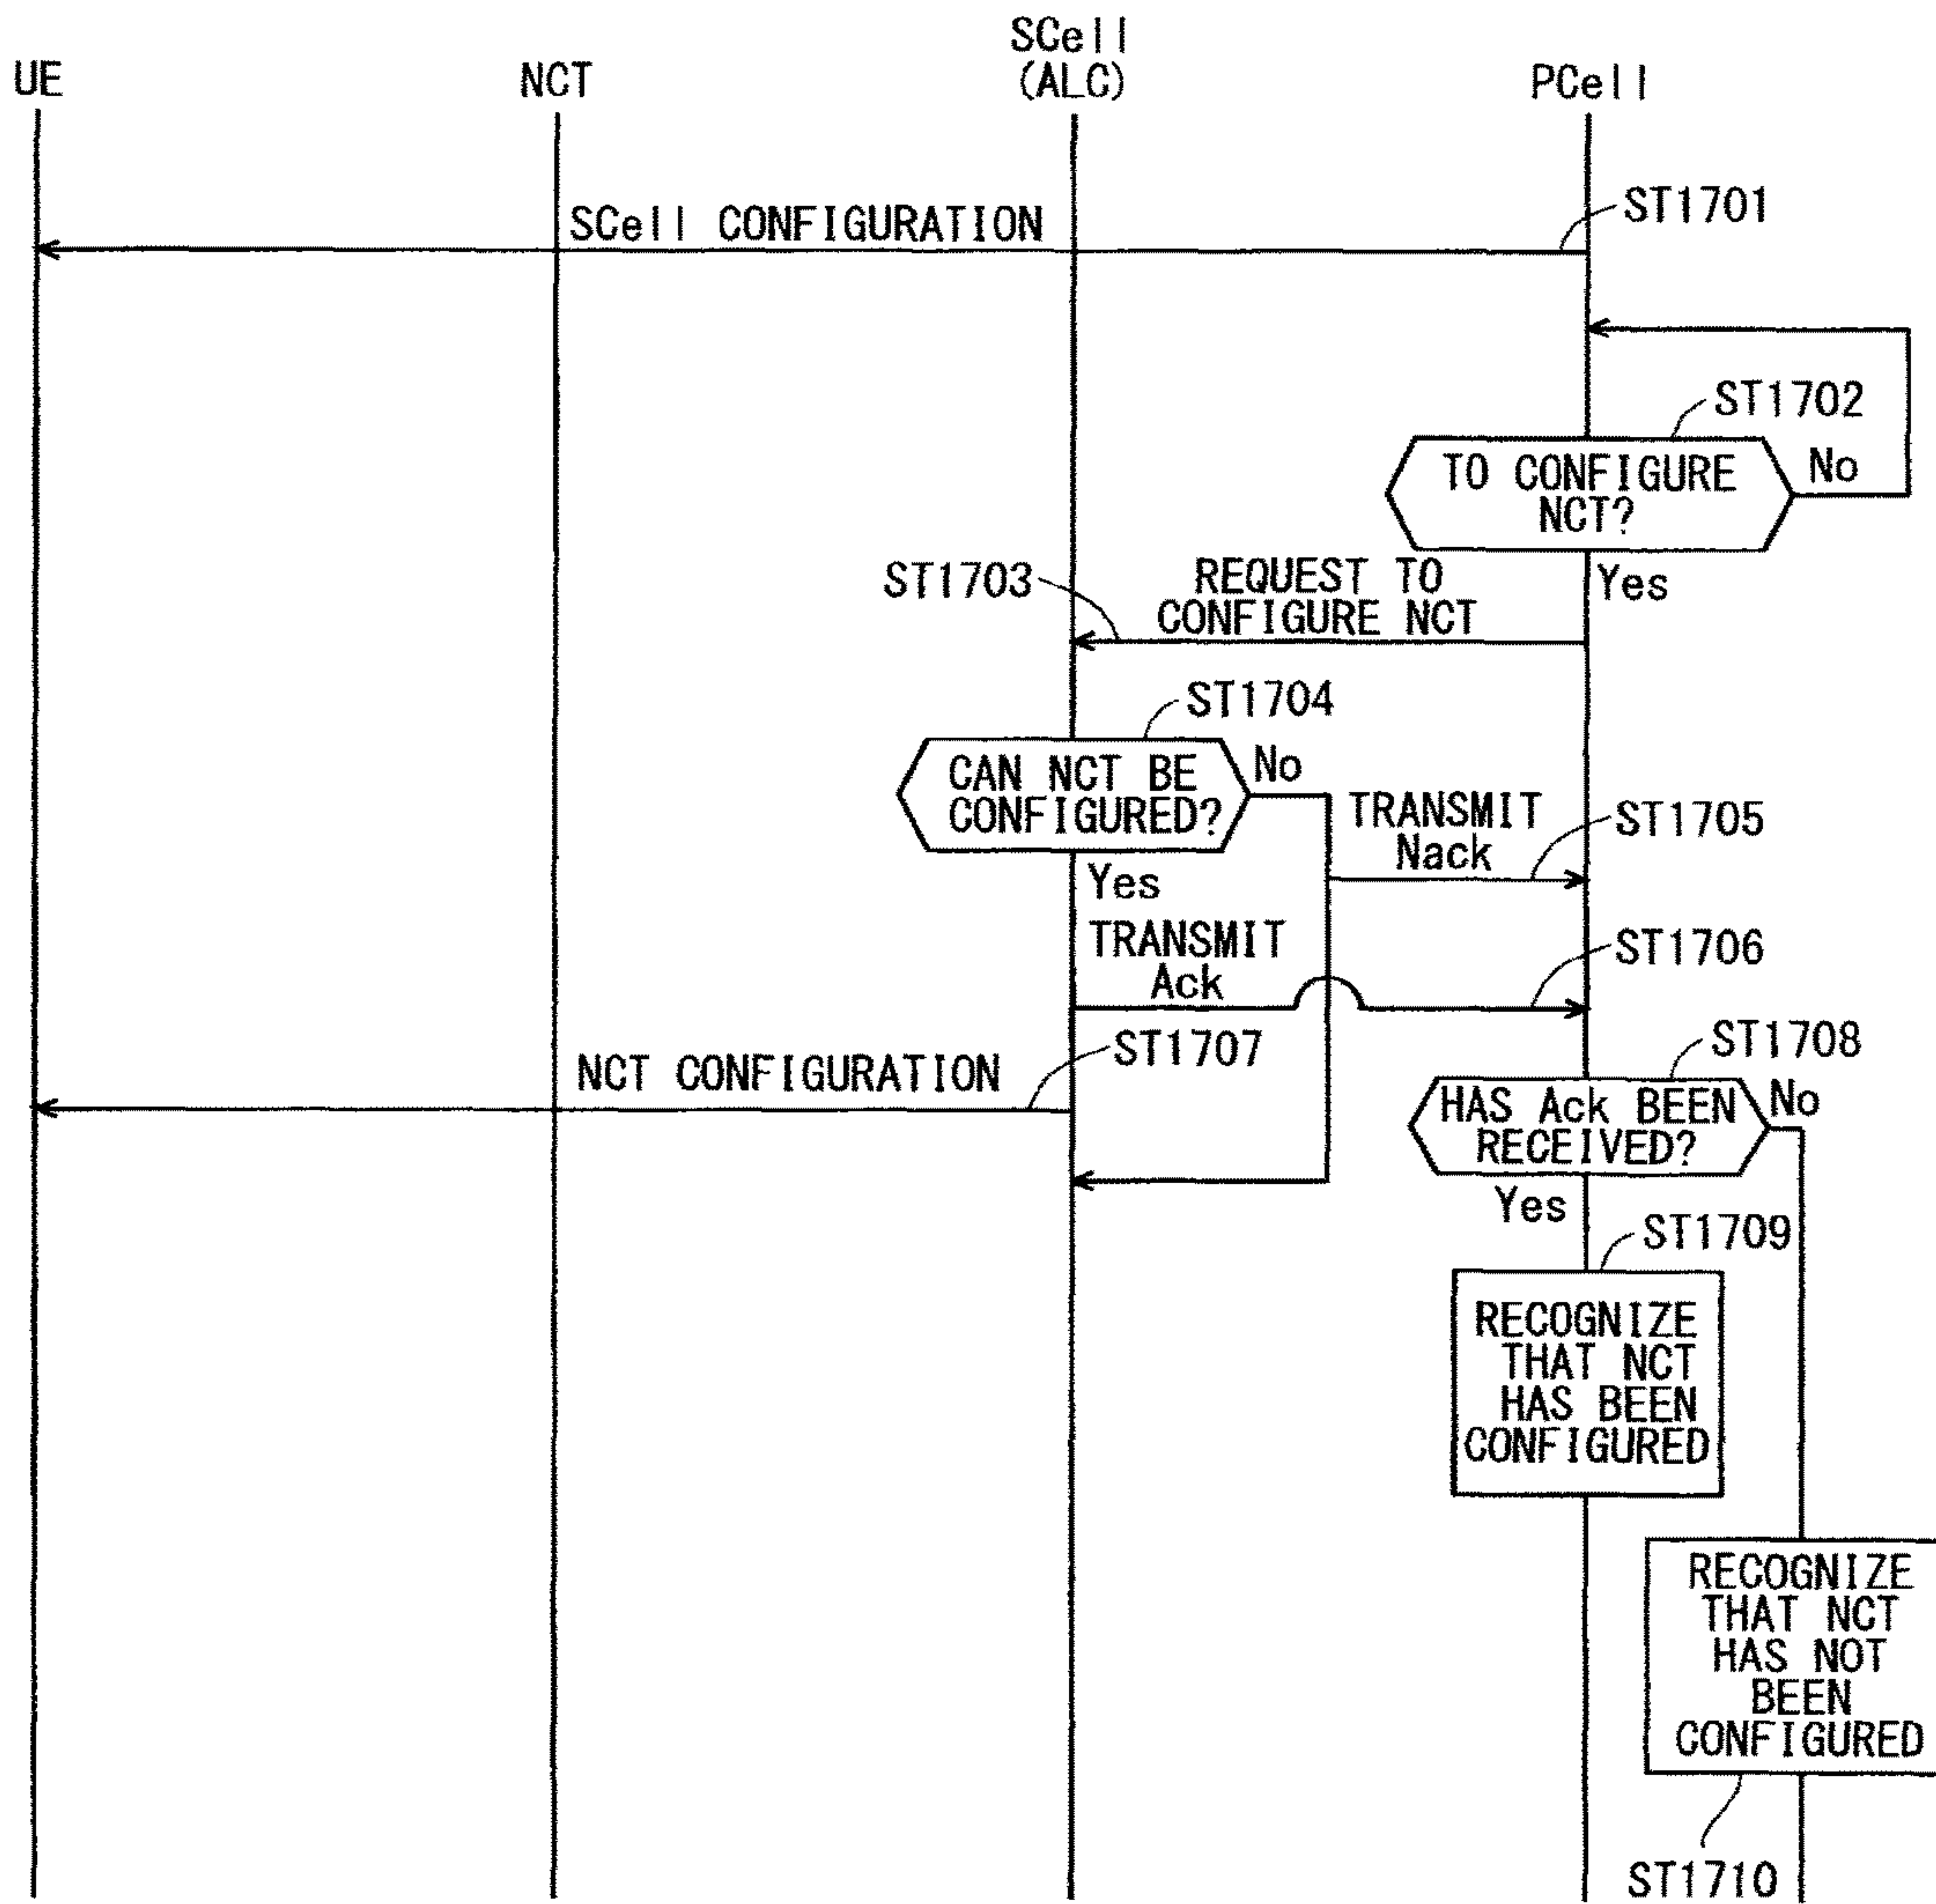 UE
NCT
SCell
(ALC)
PCell
SCell CONFIGURATION
ST1701
ST1702
TO CONFIGURE
NCT?
No
Yes
ST1703
REQUEST TO
CONFIGURE NCT
ST1704
CAN NCT BE
CONFIGURED?
No
Yes
TRANSMIT
Nack
ST1705
TRANSMIT
Ack
ST1706
NCT CONFIGURATION
ST1707
ST1708
HAS Ack BEEN
RECEIVED?
No
Yes
ST1709
RECOGNIZE
THAT NCT
HAS BEEN
CONFIGURED
RECOGNIZE
THAT NCT
HAS NOT
BEEN
CONFIGURED
ST1710